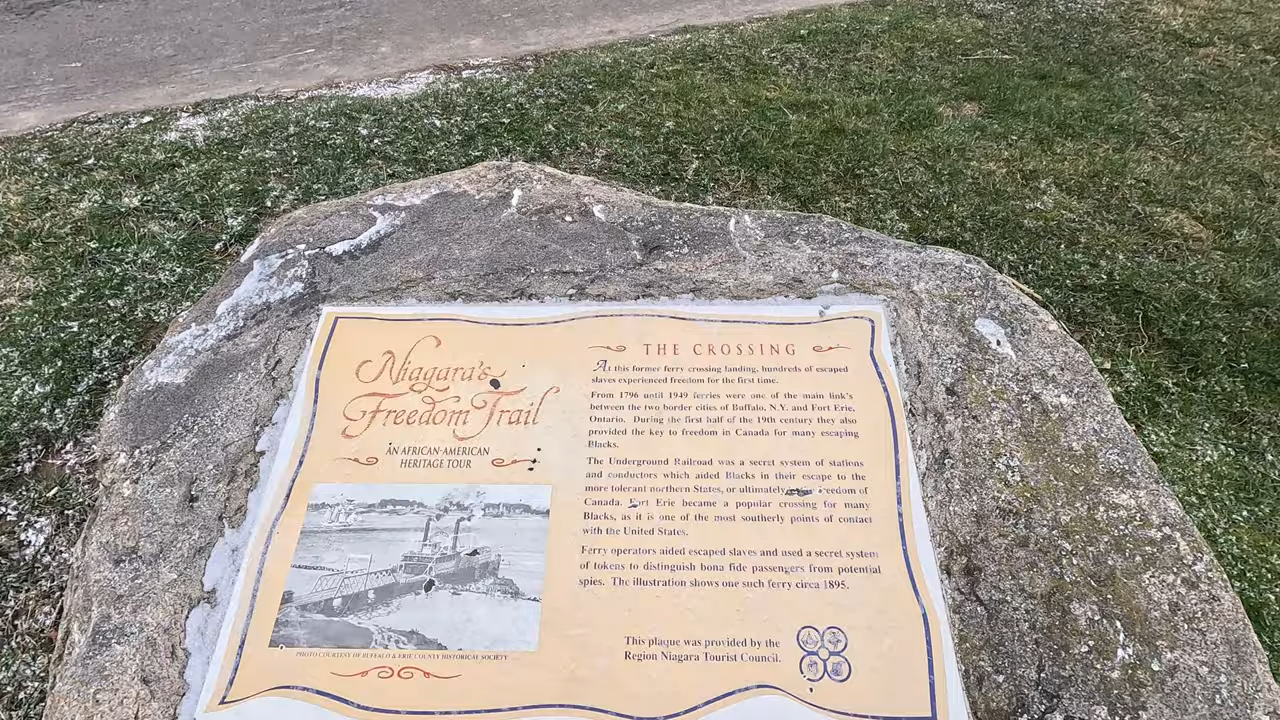 Niagara's
Freedom Trail
AN AFRICAN-AMERICAN
HERITAGE TOUR
PHOTO COURTESY OF BUFFALO & ERIE COUNTY HISTORICAL SOCIETY
THE CROSSING
At this former ferry crossing landing, hundreds of escaped
slaves experienced freedom for the first time.
From 1796 until 1949 ferries were one of the main link's
between the two border cities of Buffalo, N.Y. and Fort Erie,
Ontario. During the first half of the 19th century they also
provided the key to freedom in Canada for many escaping
Blacks.
The Underground Railroad was a secret system of stations
and conductors which aided Blacks in their escape to the
more tolerant northern States, or ultimately freedom of
Canada. Fort Erie became a popular crossing for many
Blacks, as it is one of the most southerly points of contact
with the United States.
Ferry operators aided escaped slaves and used a secret system
of tokens to distinguish bona fide passengers from potential
spies. The illustration shows one such ferry circa 1895.
This plaque was provided by the
Region Niagara Tourist Council.